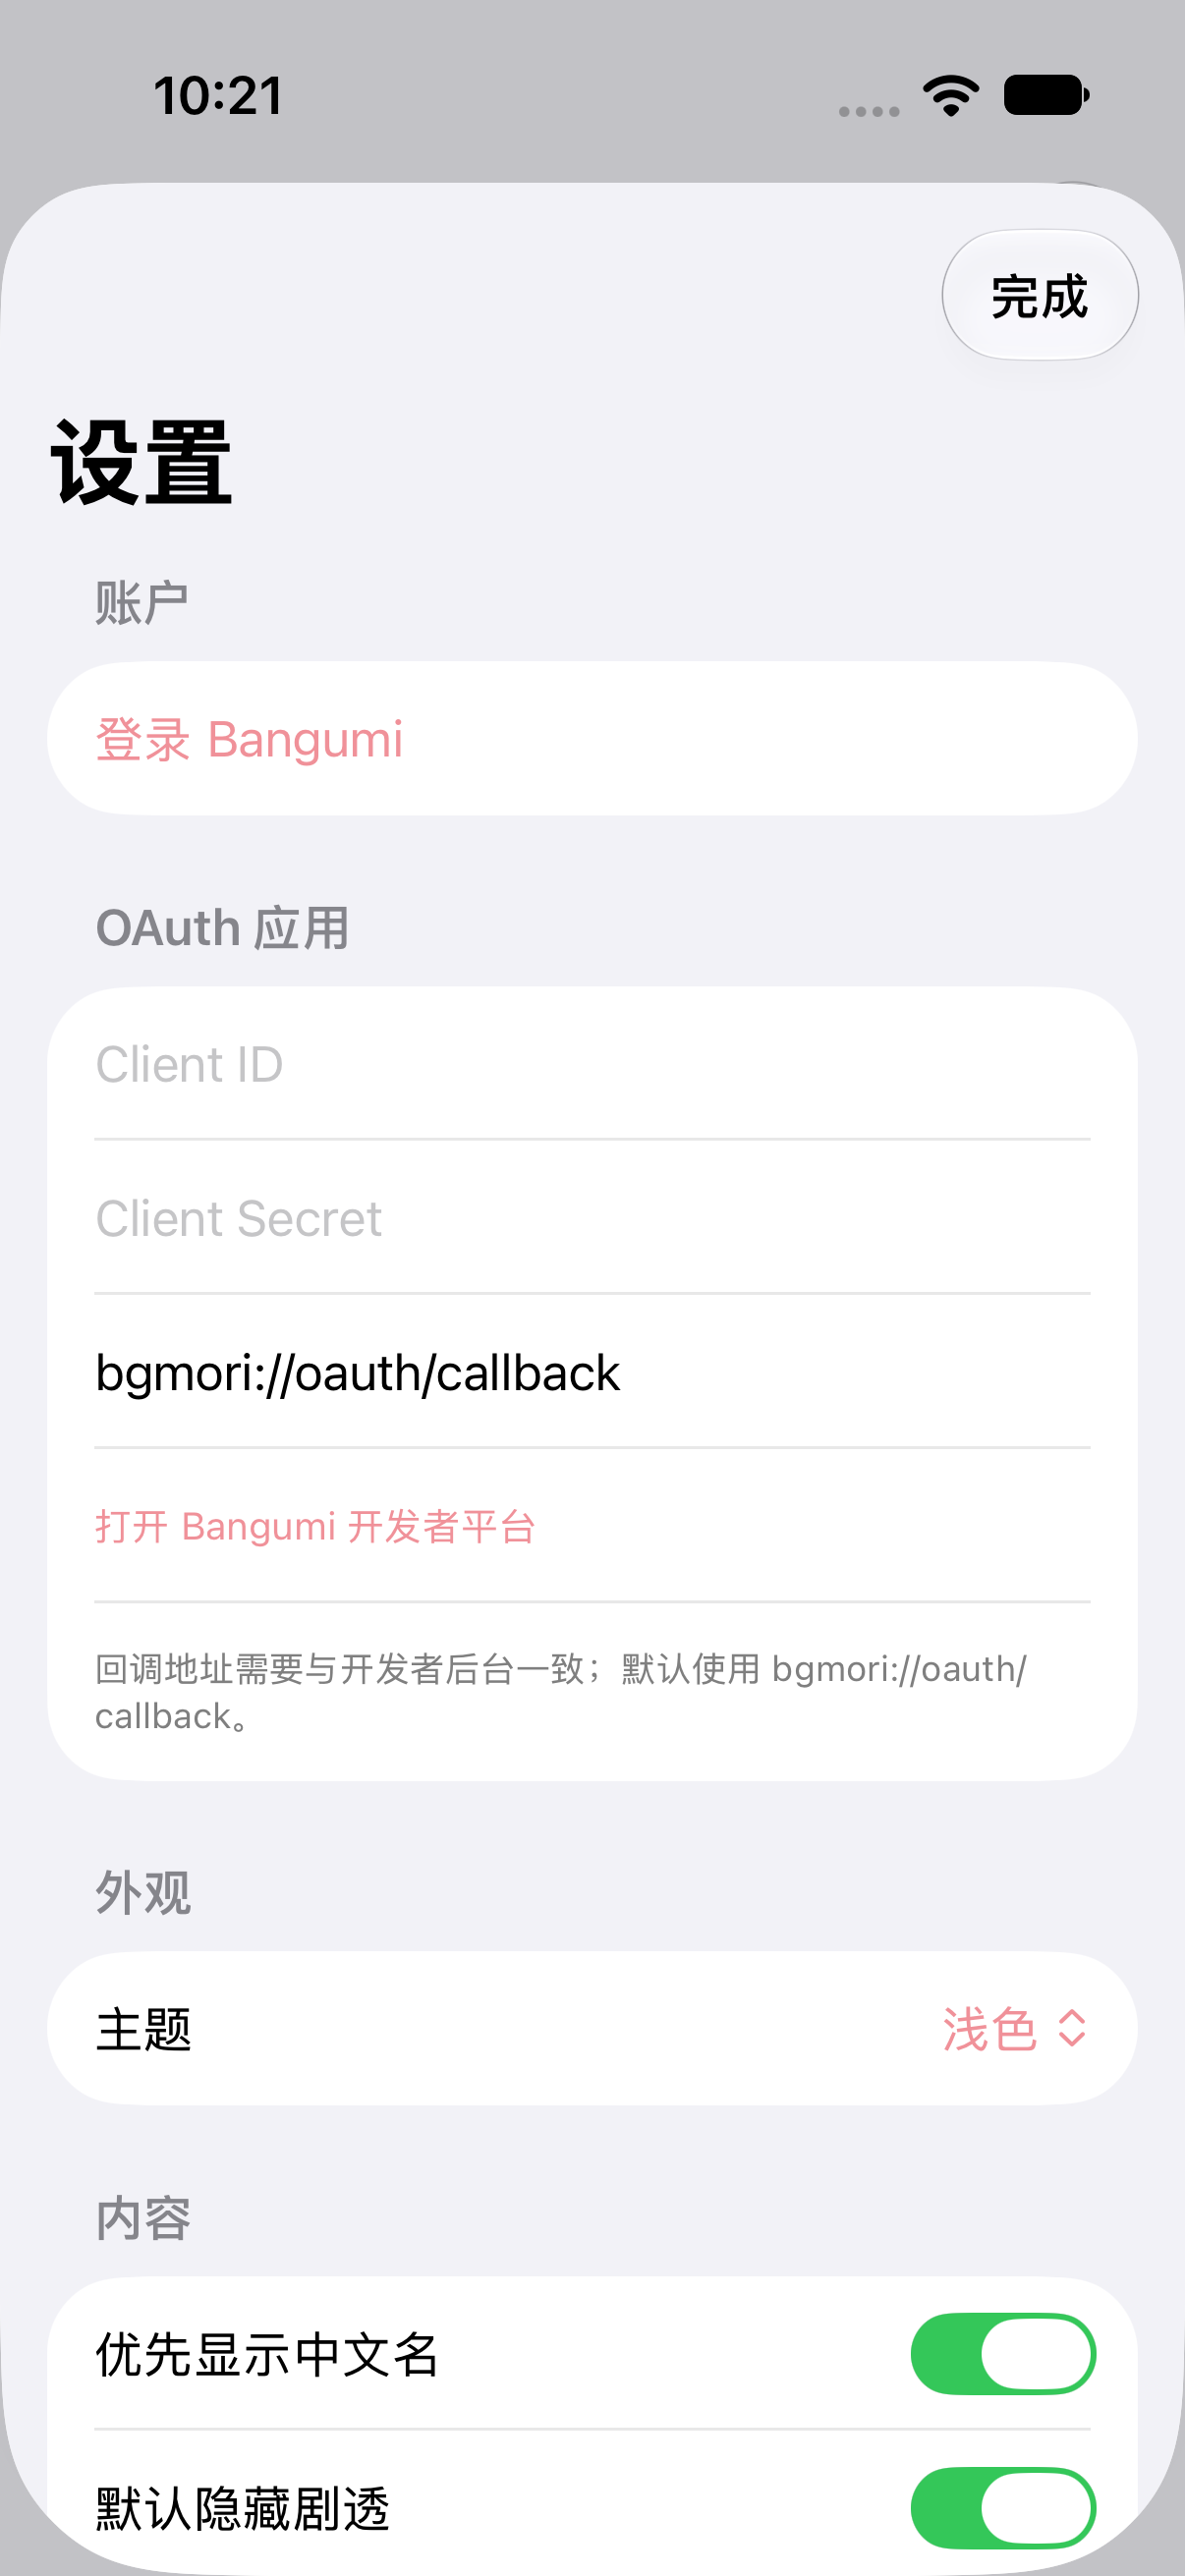 10:21
完成
设置
账户
登录 Bangumi
OAuth 应用
Client ID
Client Secret
bgmori://oauth/callback
打开 Bangumi 开发者平台
回调地址需要与开发者后台一致；默认使用 bgmori://oauth/
callback。
外观
主题 浅色
内容
优先显示中文名
默认隐藏剧透